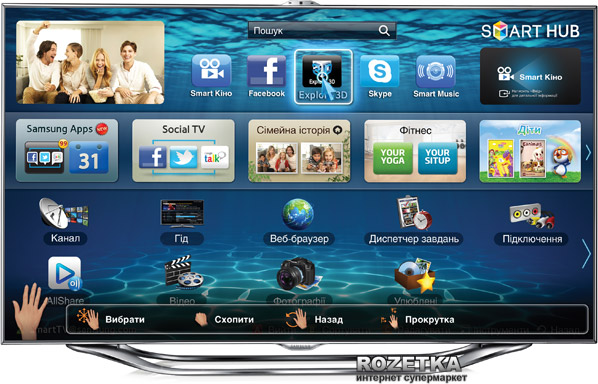 Пошук
SMART HUB
Smart Кіно
Facebook
Explore 3D
Skype
Smart Music
Smart Кіно
Samsung Apps
Social TV
Сімейна історія
Фітнес
Діти
99
31
talk
YOUR YOGA
YOUR SITUP
Канал
Гід
Веб-браузер
Диспетчер завдань
Підключення
AllShare
Відео
Фотографії
Улюблені
Вибрати
Схопити
Назад
Прокрутка
ROZETKA
интернет супермаркет